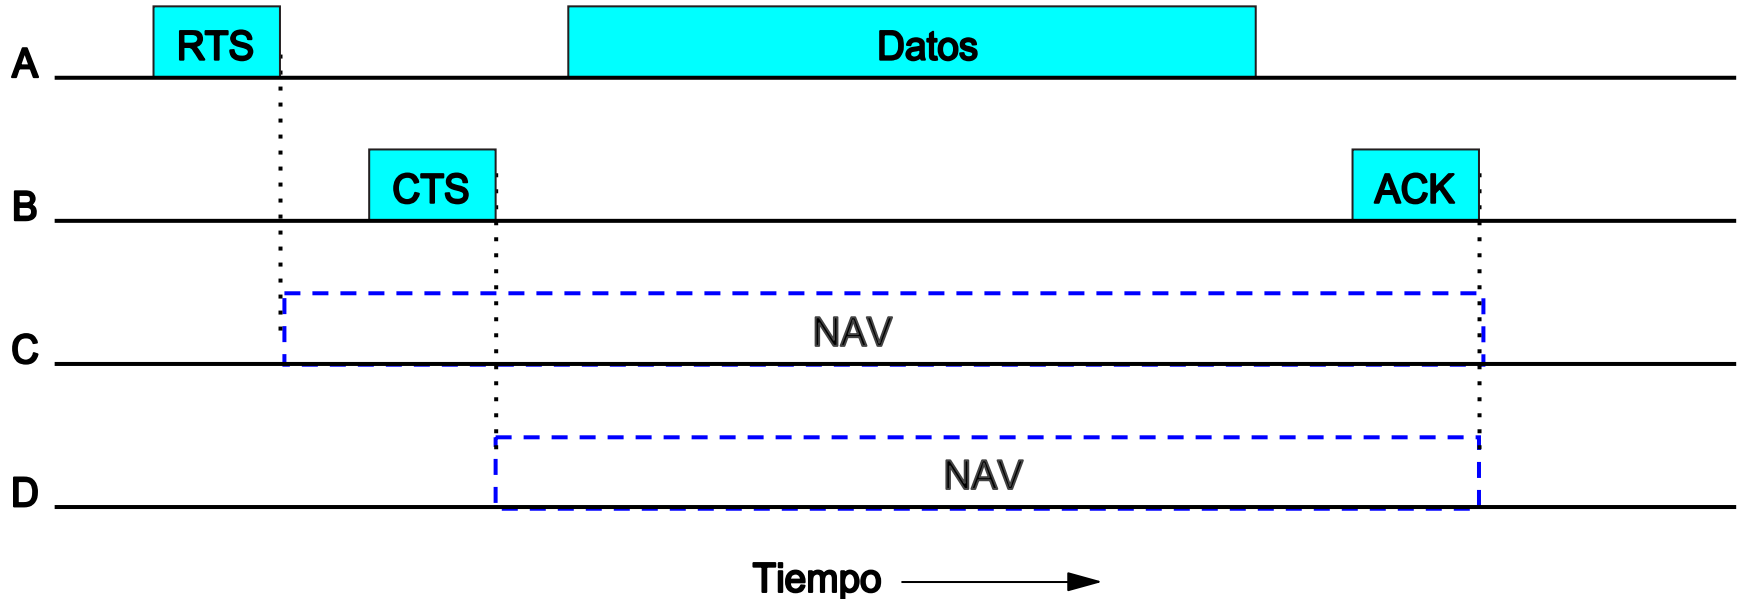 A RTS Datos
B CTS ACK
C NAV
D NAV
Tiempo